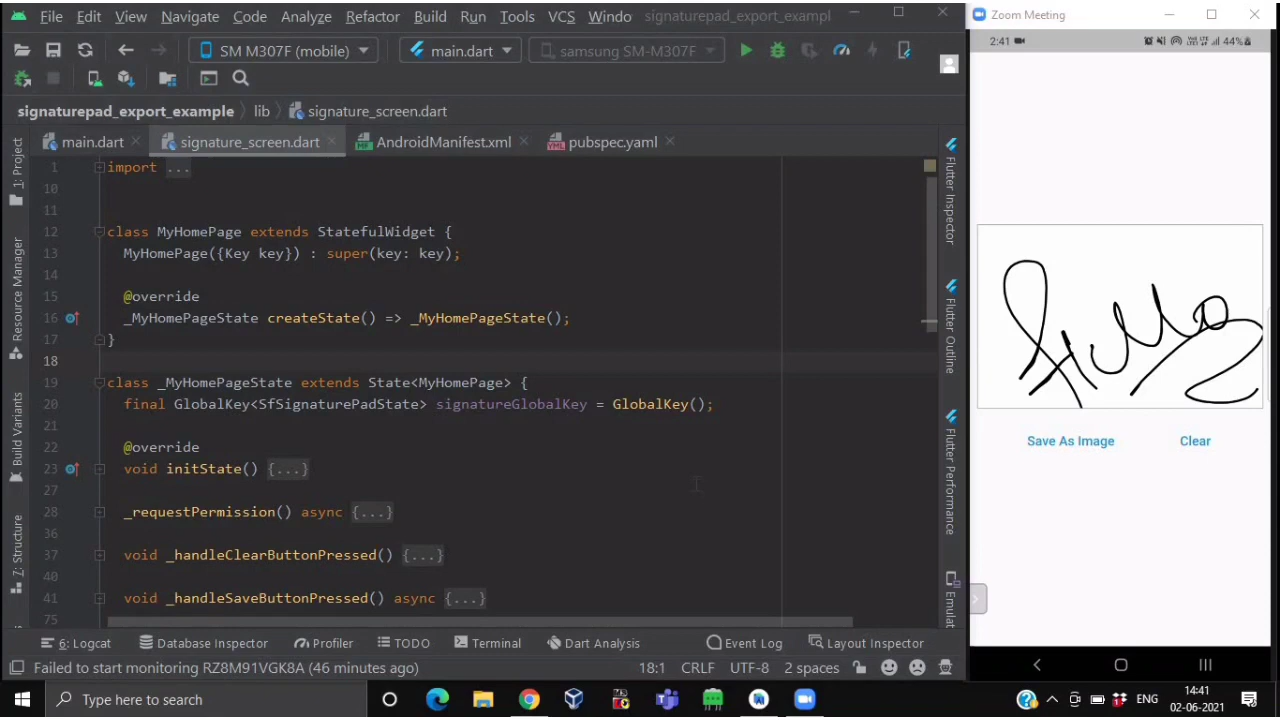 File Edit View Navigate Code Analyze Refactor Build Run Tools VCS Windo signaturepad_export_exampl
Zoom Meeting
2:41
44%
SM M307F (mobile) main.dart samsung SM-M307F
signaturepad_export_example lib signature_screen.dart
main.dart signature_screen.dart AndroidManifest.xml pubspec.yaml
1: Project
Resource Manager
Build Variants
7: Structure
1 import ...
10
11
12 class MyHomePage extends StatefulWidget {
13 MyHomePage({Key key}) : super(key: key);
14
15 @override
16 _MyHomePageState createState() => _MyHomePageState();
17 }
18
19 class _MyHomePageState extends State<MyHomePage> {
20 final GlobalKey<SfSignaturePadState> signatureGlobalKey = GlobalKey();
21
22 @override
23 void initState() {...}
27
28 _requestPermission() async {...}
36
37 void _handleClearButtonPressed() {...}
40
41 void _handleSaveButtonPressed() async {...}
75
Flutter Inspector
Flutter Outline
Flutter Performance
Emulat
Save As Image Clear
6: Logcat Database Inspector Profiler TODO Terminal Dart Analysis Event Log Layout Inspector
Failed to start monitoring RZ8M91VGK8A (46 minutes ago) 18:1 CRLF UTF-8 2 spaces
Type here to search
ENG
14:41
02-06-2021